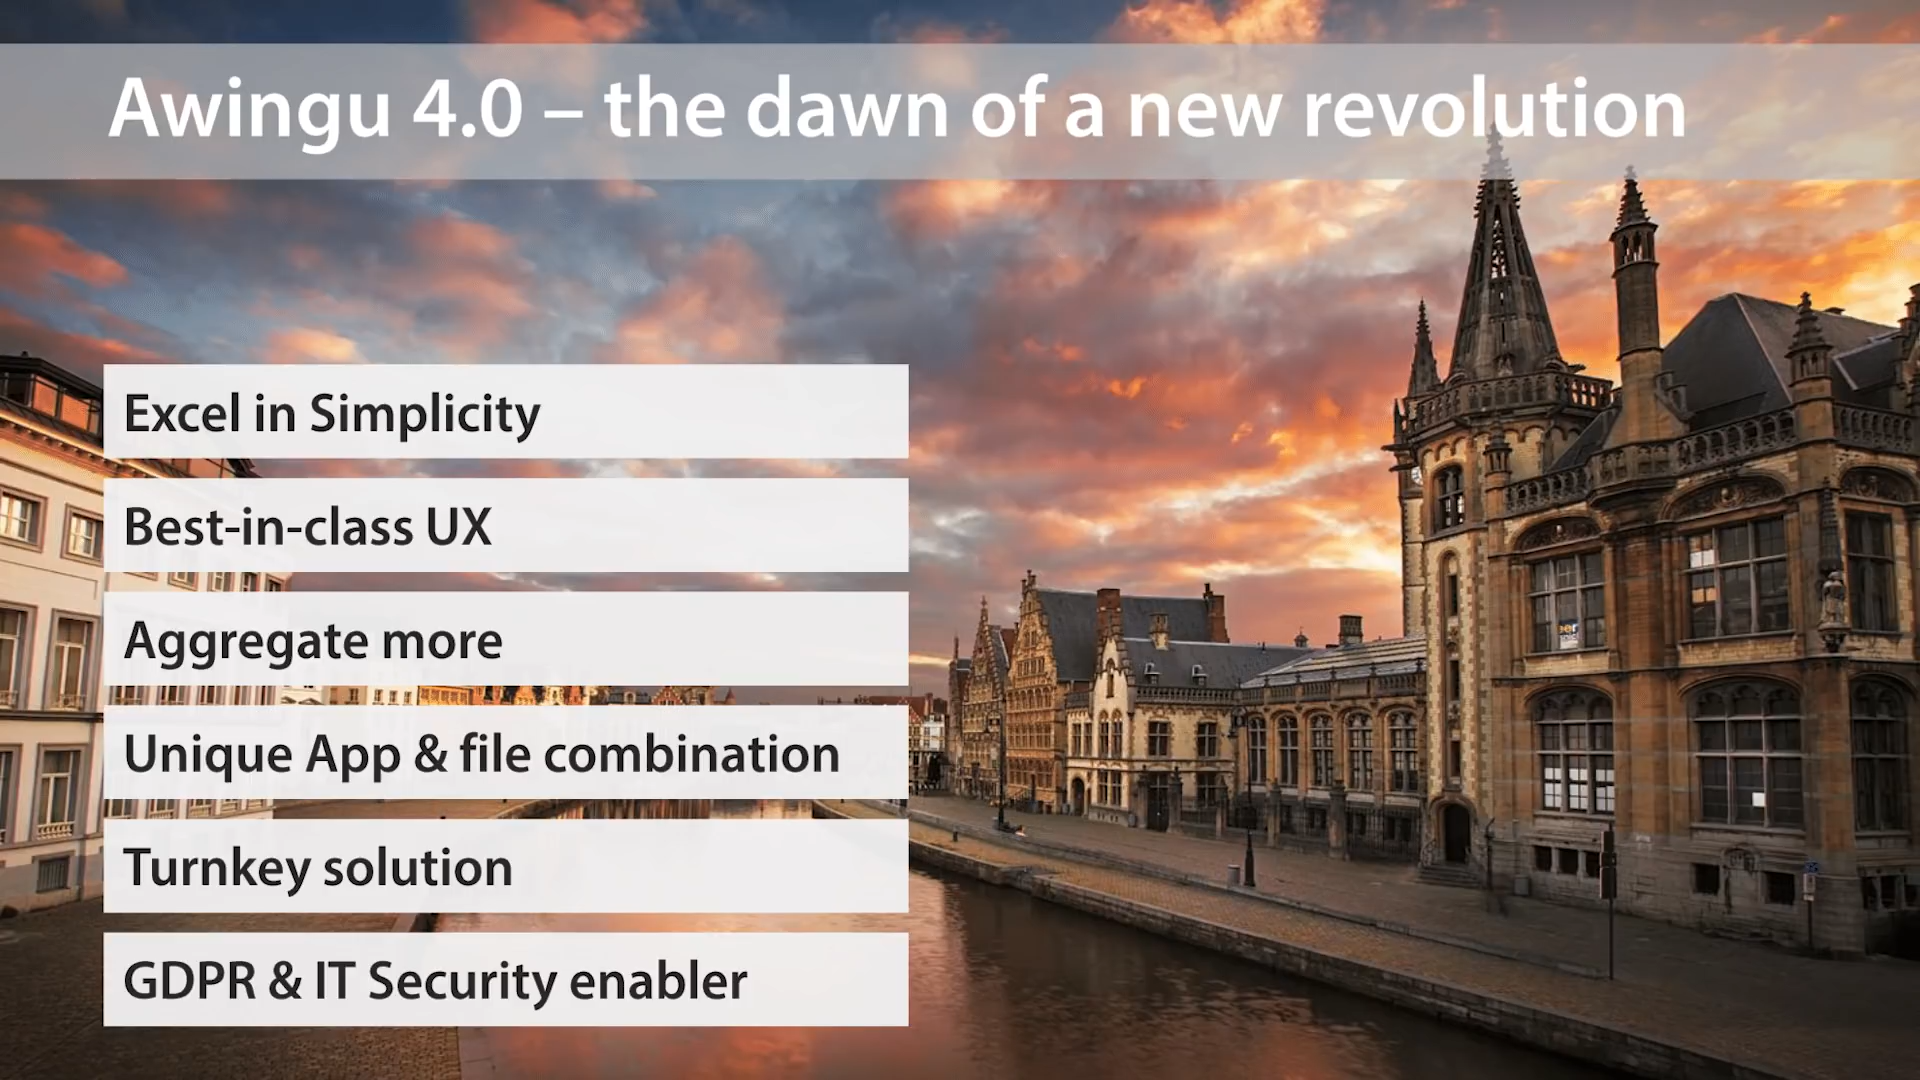 Awingu 4.0 – the dawn of a new revolution
Excel in Simplicity
Best-in-class UX
Aggregate more
Unique App & file combination
Turnkey solution
GDPR & IT Security enabler